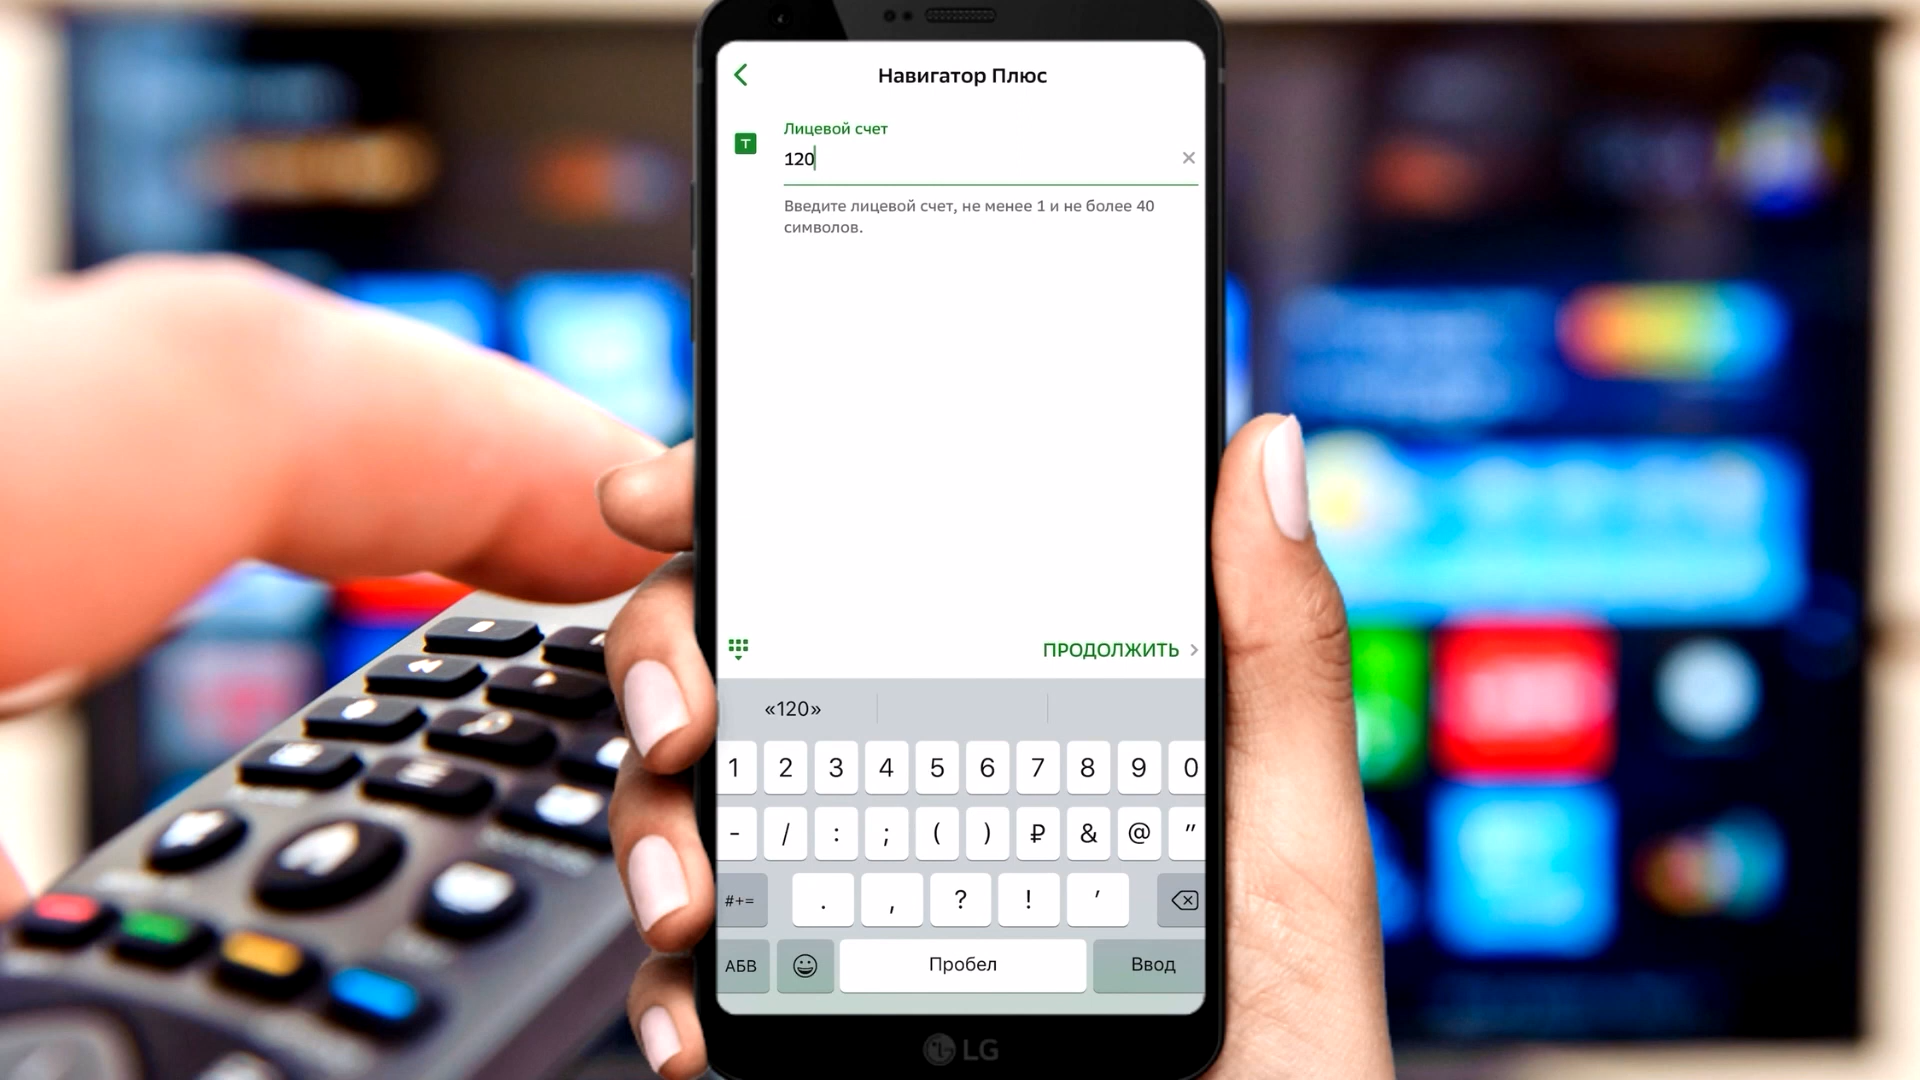 Навигатор Плюс
Лицевой счет
T
120
Введите лицевой счет, не менее 1 и не более 40
символов.
ПРОДОЛЖИТЬ
«120»
1 2 3 4 5 6 7 8 9 0
- / : ; ( ) ₽ & @ "
#+= . , ? ! '
АБВ Пробел Ввод
LG